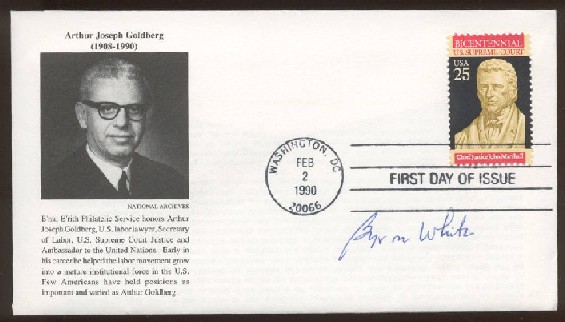 Arthur Joseph Goldberg
(1908-1990)
NATIONAL ARCHIVES
B'nai B'rith Philatelic Service honors Arthur
Joseph Goldberg, U.S. labor lawyer, Secretary
of Labor, U.S. Supreme Court Justice and
Ambassador to the United Nations. Early in
his career he helped the labor movement grow
into a mature institutional force in the U.S.
Few Americans have held positions as
important and varied as Arthur Goldberg.
BICENTENNIAL
U.S. SUPREME COURT
USA
25
Chief Justice John Marshall
WASHINGTON, DC
FEB
2
1990
20066
FIRST DAY OF ISSUE
Byron White